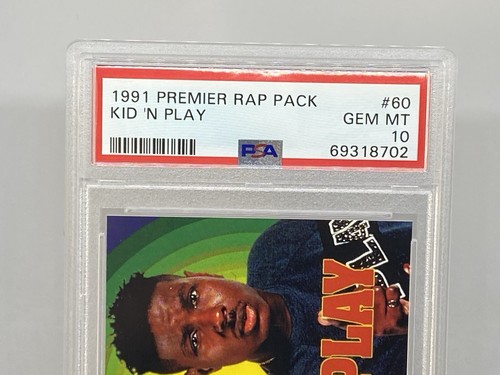 1991 PREMIER RAP PACK #60
KID 'N PLAY GEM MT
10
PSA 69318702
PLAY